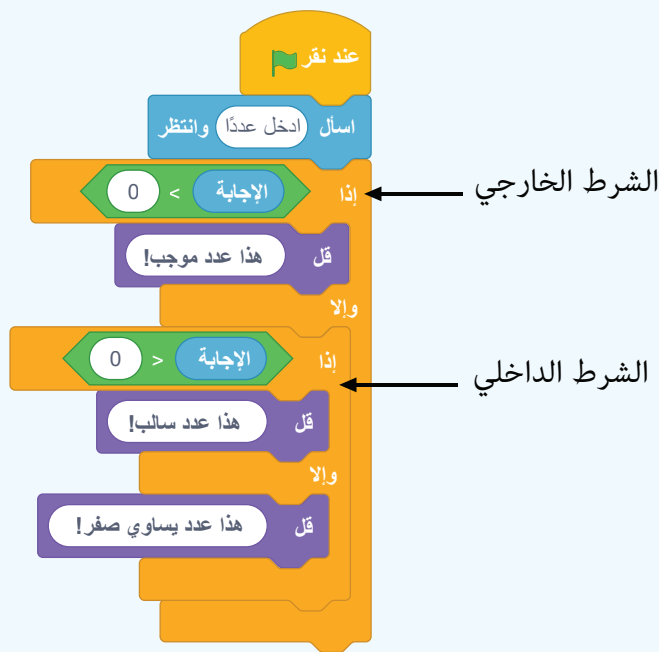 عند نقر
اسأل ادخل عددًا وانتظر
إذا الإجابة > 0
الشرط الخارجي
قل هذا عدد موجب!
وإلا
إذا الإجابة < 0
الشرط الداخلي
قل هذا عدد سالب!
وإلا
قل هذا عدد يساوي صفر!